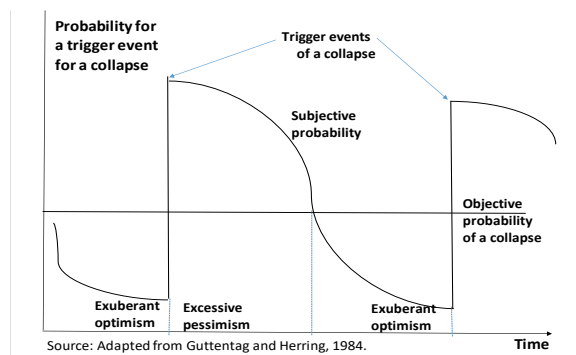 Probability for
a trigger event
for a collapse
Trigger events
of a collapse
Subjective
probability
Objective
probability
of a collapse
Exuberant
optimism
Excessive
pessimism
Exuberant
optimism
Time
Source: Adapted from Guttentag and Herring, 1984.